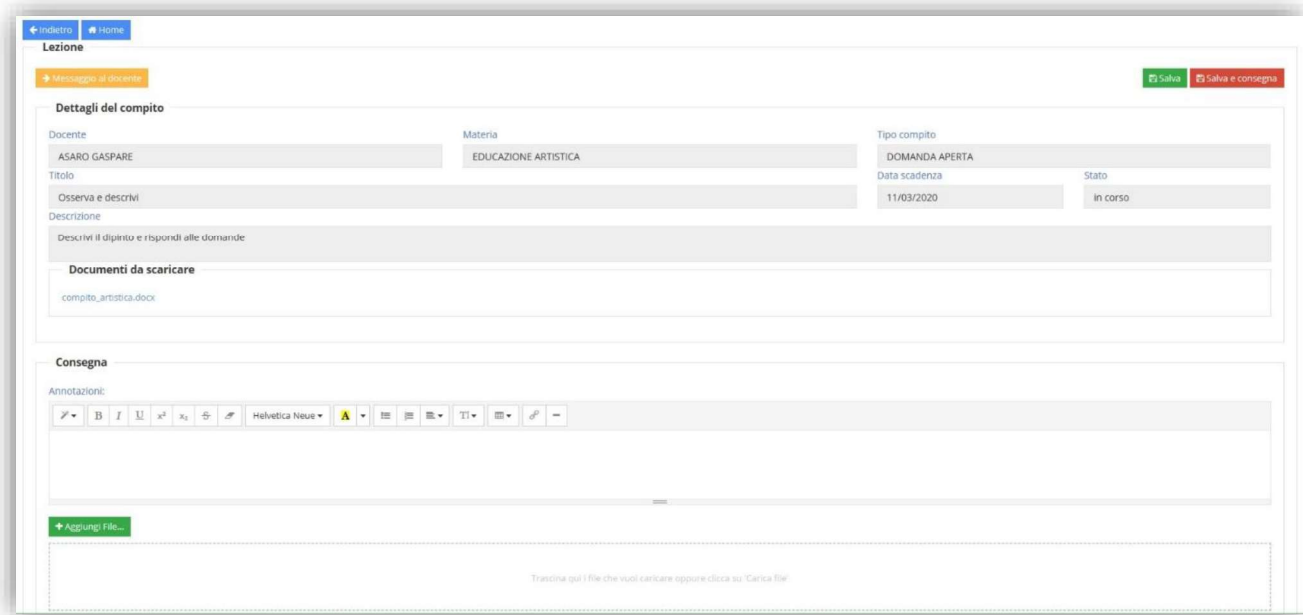 Indietro Home
Lezione
Messaggio al docente Salva Salva e consegna
Dettagli del compito
Docente Materia Tipo compito
ASARO GASPARE EDUCAZIONE ARTISTICA DOMANDA APERTA
Titolo Data scadenza Stato
Osserva e descrivi 11/03/2020 in corso
Descrizione
Descrivi il dipinto e rispondi alle domande
Documenti da scaricare
compito_artistica.docx
Consegna
Annotazioni:
B I U x² x₂ S Helvetica Neue A TI
Aggiungi File...
Trascina qui i file che vuoi caricare oppure clicca su 'Carica file'